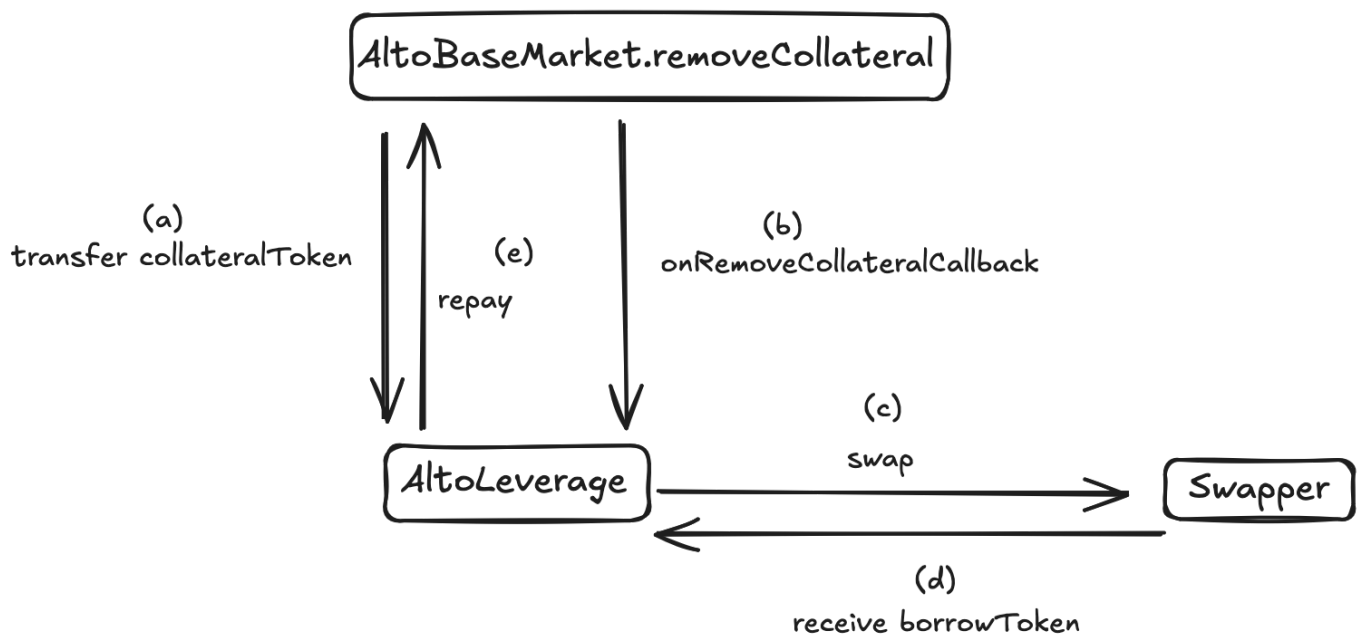 AltoBaseMarket.removeCollateral
(a)
transfer collateralToken
(e)
repay
(b)
onRemoveCollateralCallback
(c)
swap
AltoLeverage
Swapper
(d)
receive borrowToken